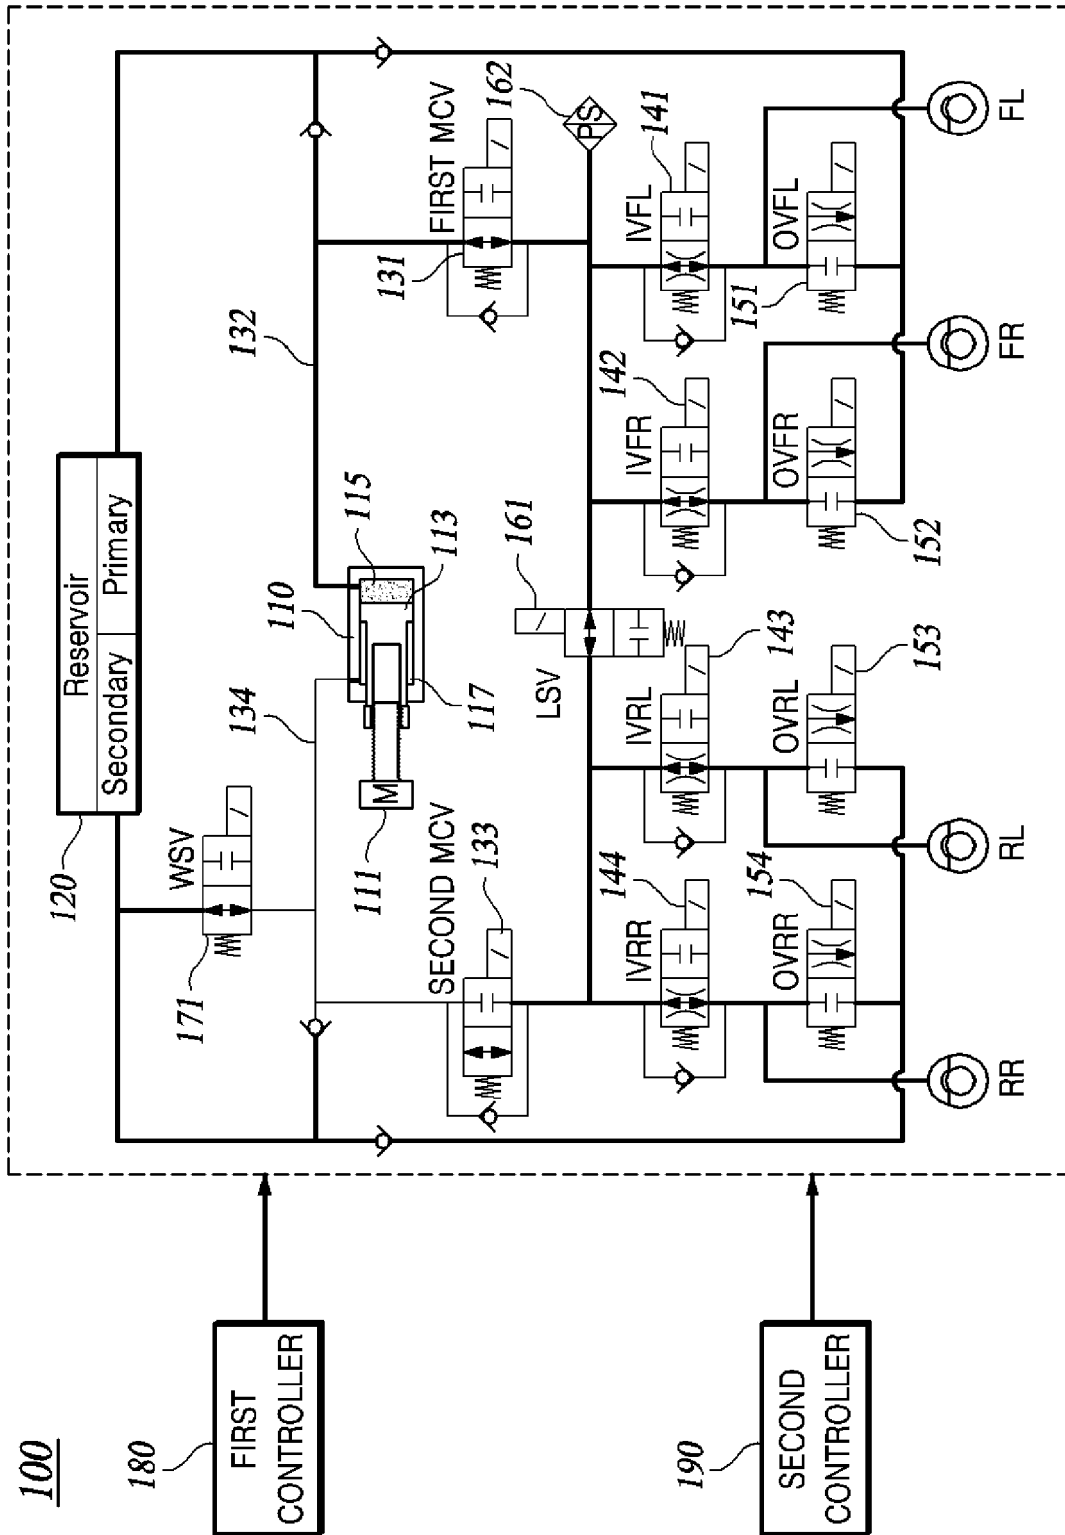 100
180
FIRST
CONTROLLER
190
SECOND
CONTROLLER
Reservoir
Secondary
Primary
120
WSV
171
134
132
110
115
113
117
M
111
FIRST MCV
131
SECOND MCV
133
PS
162
LSV
161
IVRR
144
IVRL
143
IVFR
142
IVFL
141
OVRR
154
OVRL
153
OVFR
152
OVFL
151
RR
RL
FR
FL